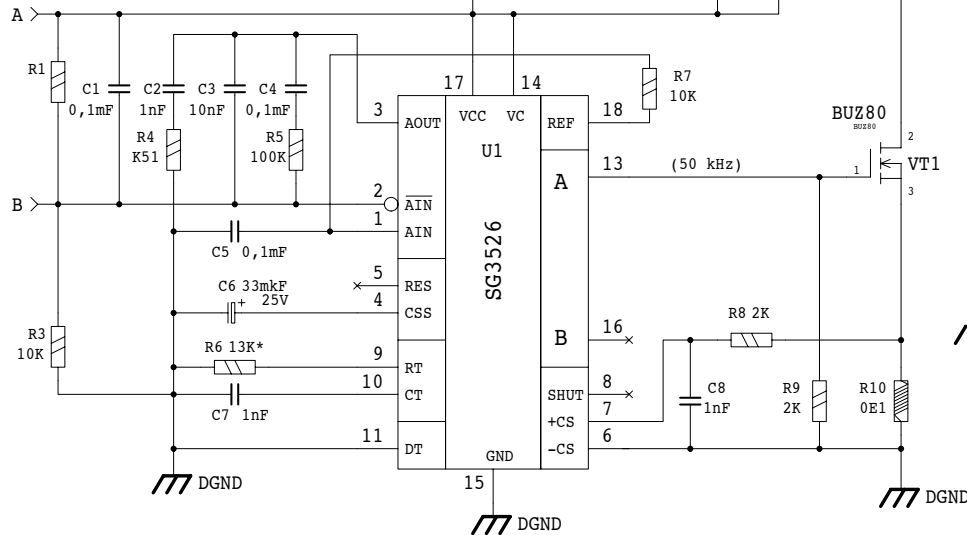 A
R1
C1
0,1mF
C2
1nF
C3
10nF
C4
0,1mF
R4
K51
R5
100K
B
C5 0,1mF
C6 33mkF
+ 25V
R3
10K
R6 13K*
C7 1nF
DGND
17
14
3
2
1
5
4
9
10
11
15
AOUT
AIN
AIN
RES
CSS
RT
CT
DT
VCC VC
U1
SG3526
GND
DGND
REF
A
B
SHUT
+CS
-CS
18
13
16
8
7
6
R7
10K
(50 kHz)
BUZ80
BUZ80
1
2
3
VT1
R8 2K
C8
1nF
R9
2K
R10
0E1
DGND